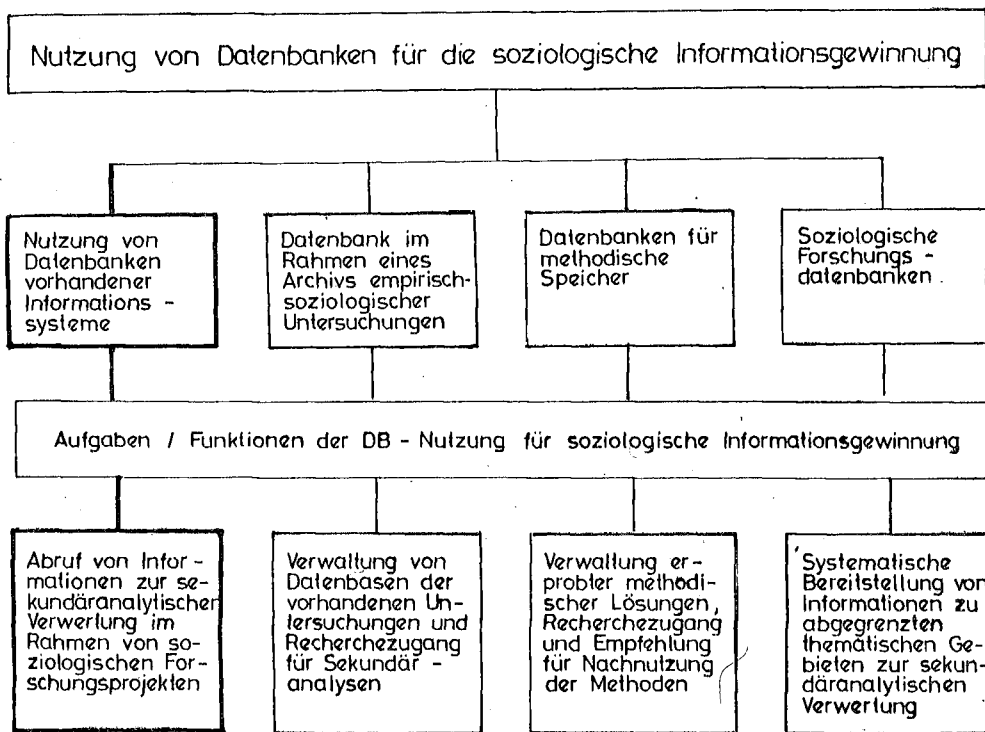 Nutzung von Datenbanken für die soziologische Informationsgewinnung
Nutzung von
Datenbanken
vorhandener
Informations -
systeme
Datenbank im
Rahmen eines
Archivs empirisch-
soziologischer
Untersuchungen
Datenbanken für
methodische
Speicher
Soziologische
Forschungs -
datenbanken
Aufgaben / Funktionen der DB - Nutzung für soziologische Informationsgewinnung
Abruf von Infor -
mationen zur se-
kundäranalytischer
Verwertung im
Rahmen von so-
ziologischen For-
schungsprojekten
Verwaltung von
Datenbasen der
vorhandenen Un-
tersuchungen und
Recherchezugang
für Sekundär -
analysen
Verwaltung er-
probter methodi-
scher Lösungen,
Recherchezugang
und Empfehlung
für Nachnutzung
der Methoden
Systematische
Bereitstellung von
Informationen zu
abgegrenzten
thematischen Ge-
bieten zur sekun-
däranalytischen
Verwertung